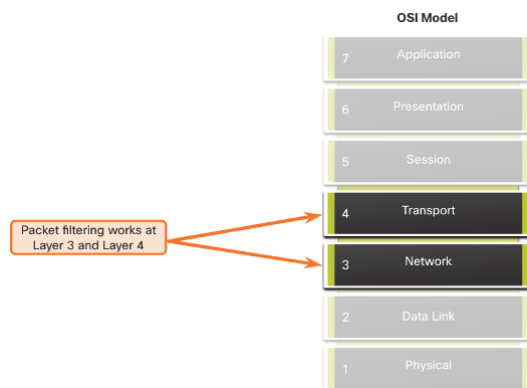 OSI Model
7 Application
6 Presentation
5 Session
4 Transport
Packet filtering works at
Layer 3 and Layer 4
3 Network
2 Data Link
1 Physical